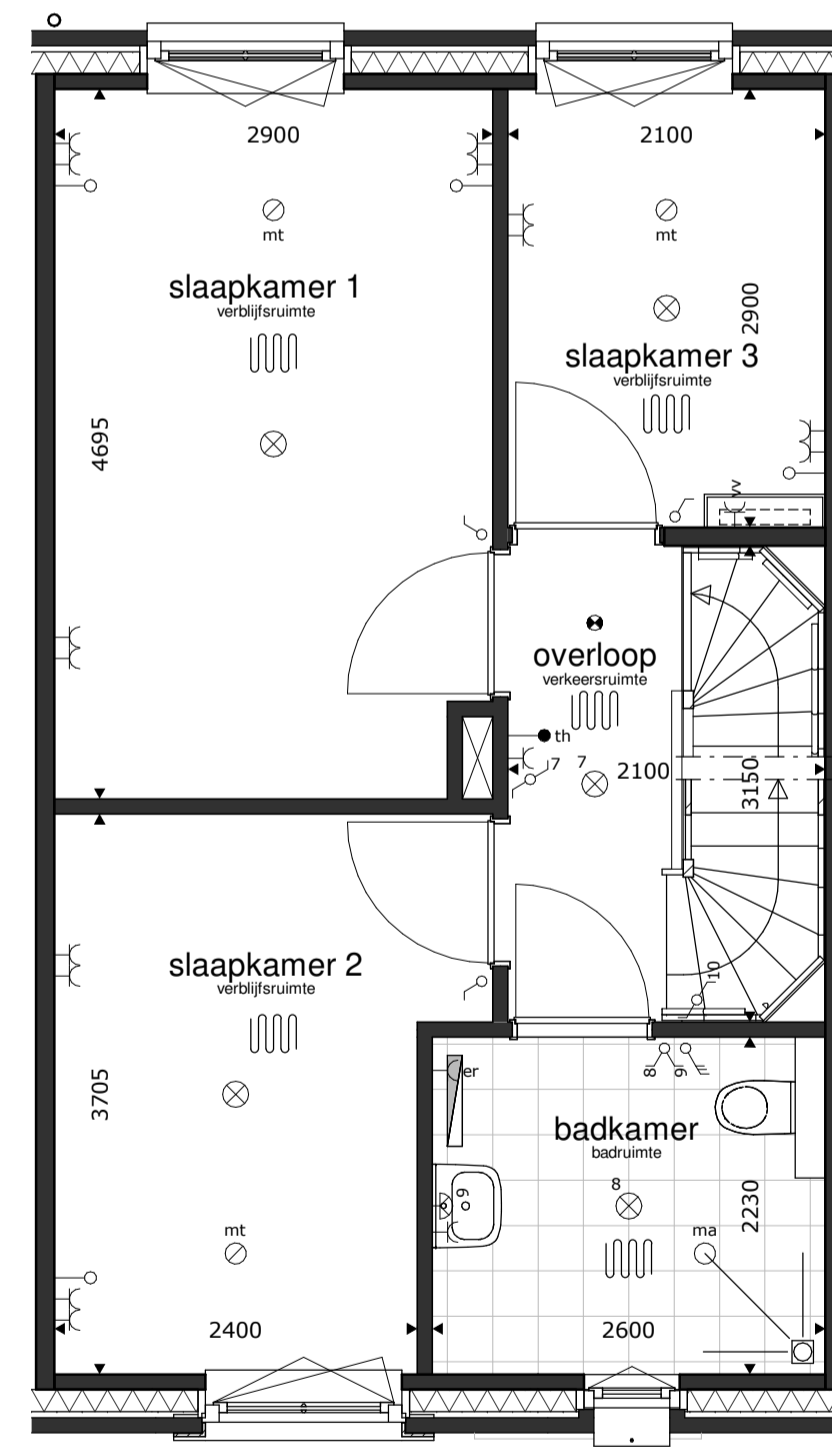 2900
2100
mt
mt
slaapkamer 1
verblijfsruimte
2900
slaapkamer 3
verblijfsruimte
4695
vv
overloop
verkeersruimte
th
7
7
2100
3150
slaapkamer 2
verblijfsruimte
10
er
8
9
3705
badkamer
badruimte
9
8
2230
mt
ma
2400
2600